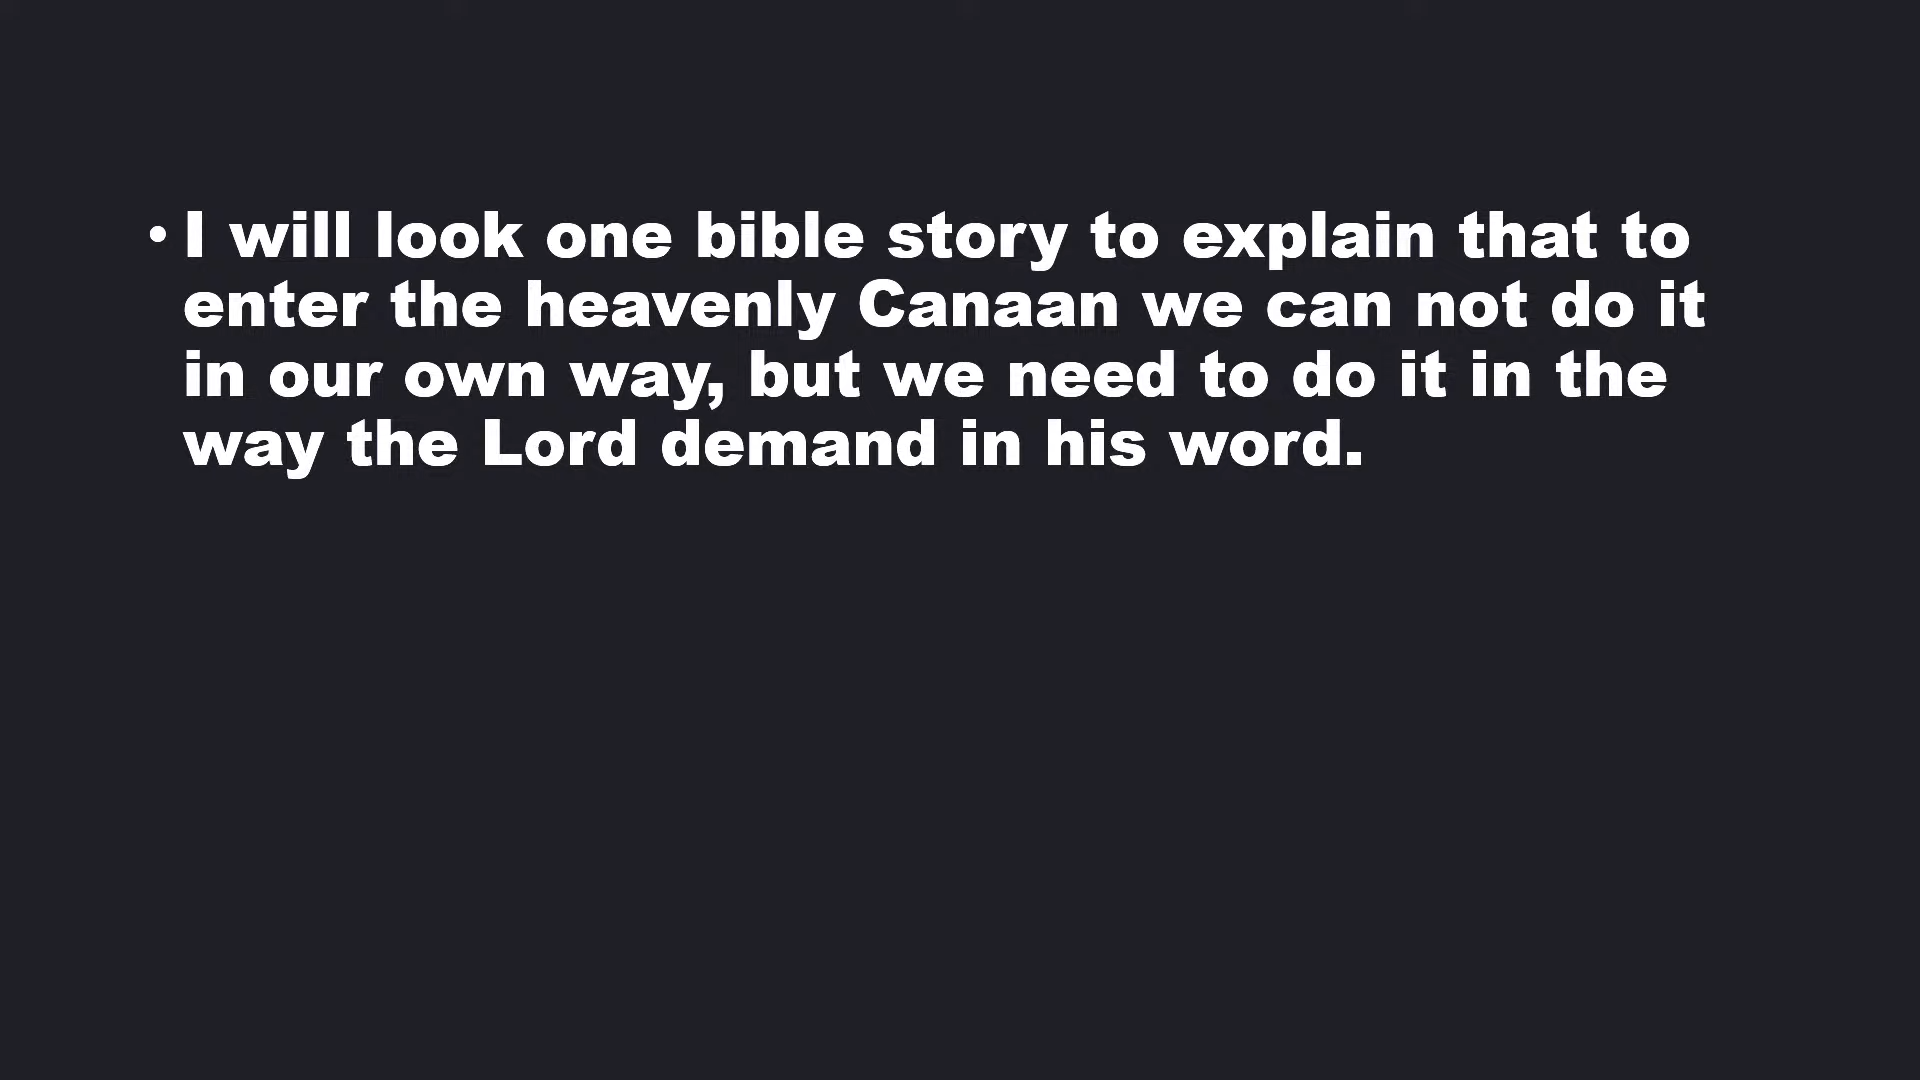 • I will look one bible story to explain that to
enter the heavenly Canaan we can not do it
in our own way, but we need to do it in the
way the Lord demand in his word.